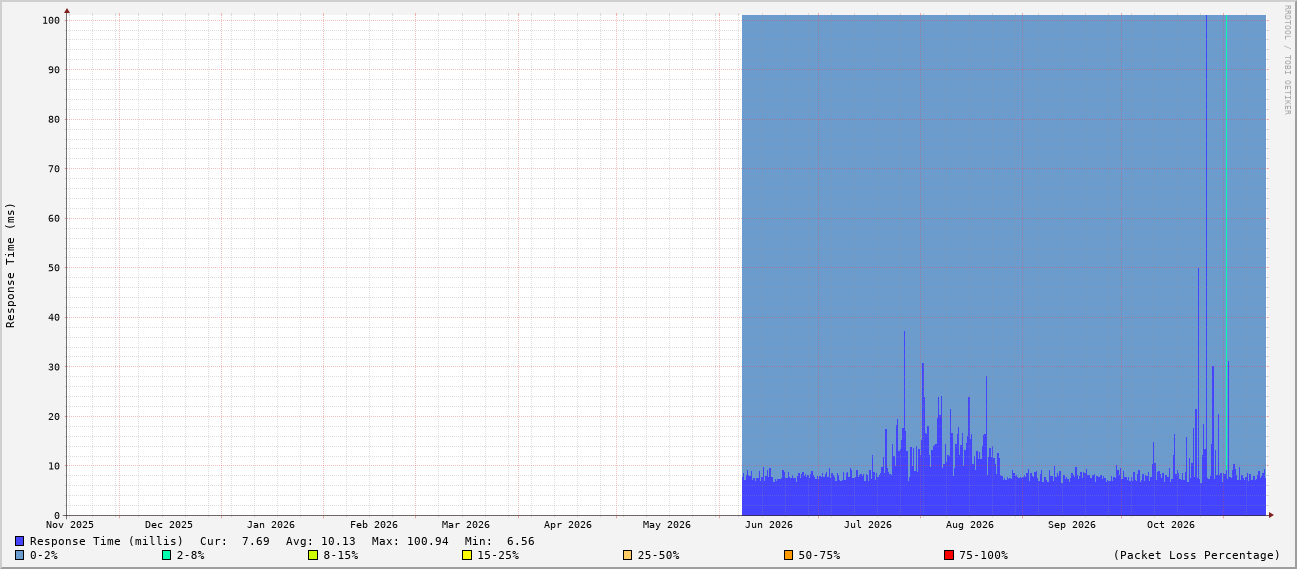 RRDTOOL / TOBI OETIKER
Response Time (ms)
100
90
80
70
60
50
40
30
20
10
0
Nov 2025 Dec 2025 Jan 2026 Feb 2026 Mar 2026 Apr 2026 May 2026 Jun 2026 Jul 2026 Aug 2026 Sep 2026 Oct 2026
Response Time (millis) Cur: 7.69 Avg: 10.13 Max: 100.94 Min: 6.56
0-2% 2-8% 8-15% 15-25% 25-50% 50-75% 75-100% (Packet Loss Percentage)